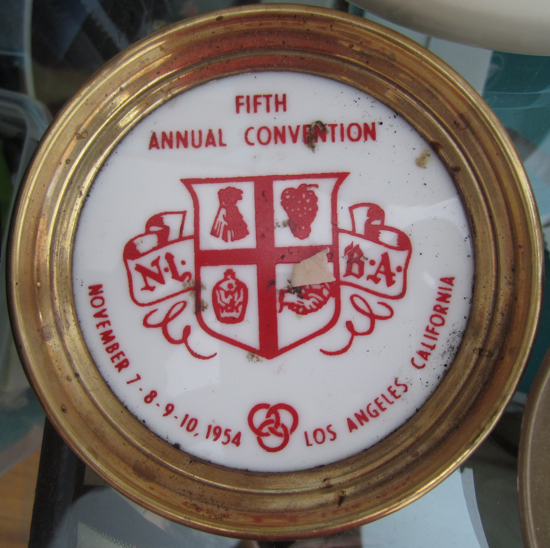 FIFTH
ANNUAL CONVENTION
N·L·B·A·
NOVEMBER 7-8-9-10, 1954
LOS ANGELES, CALIFORNIA